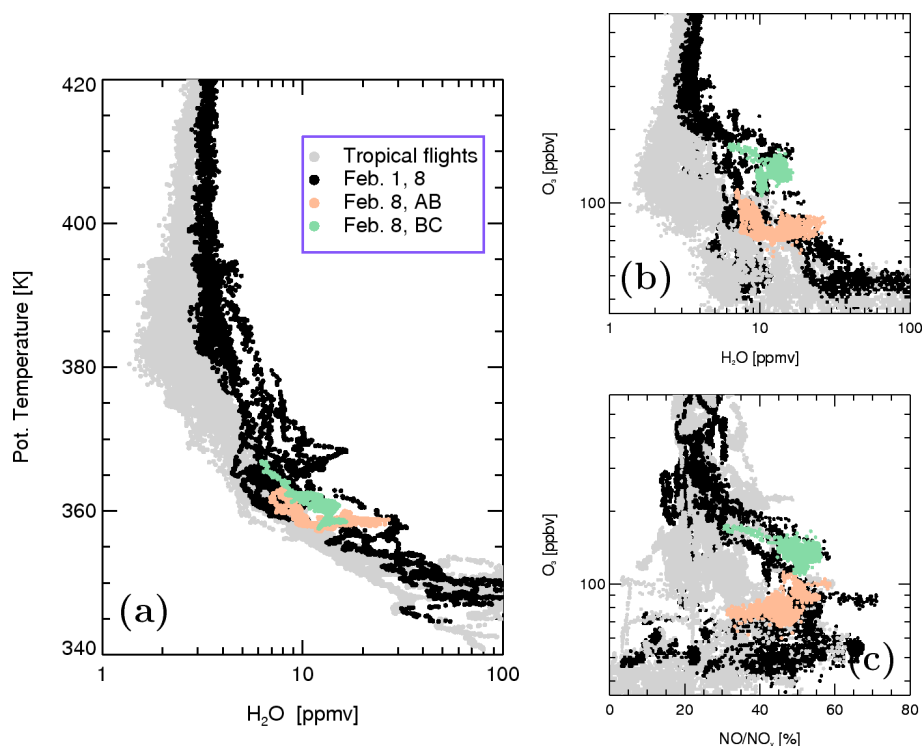 420
400
380
360
340
Pot. Temperature [K]
Tropical flights
Feb. 1, 8
Feb. 8, AB
Feb. 8, BC
(a)
1
10
100
H₂O [ppmv]
O₃ [ppbv]
100
(b)
1
10
100
H₂O [ppmv]
O₃ [ppbv]
100
(c)
0
20
40
60
80
NO/NOₓ [%]